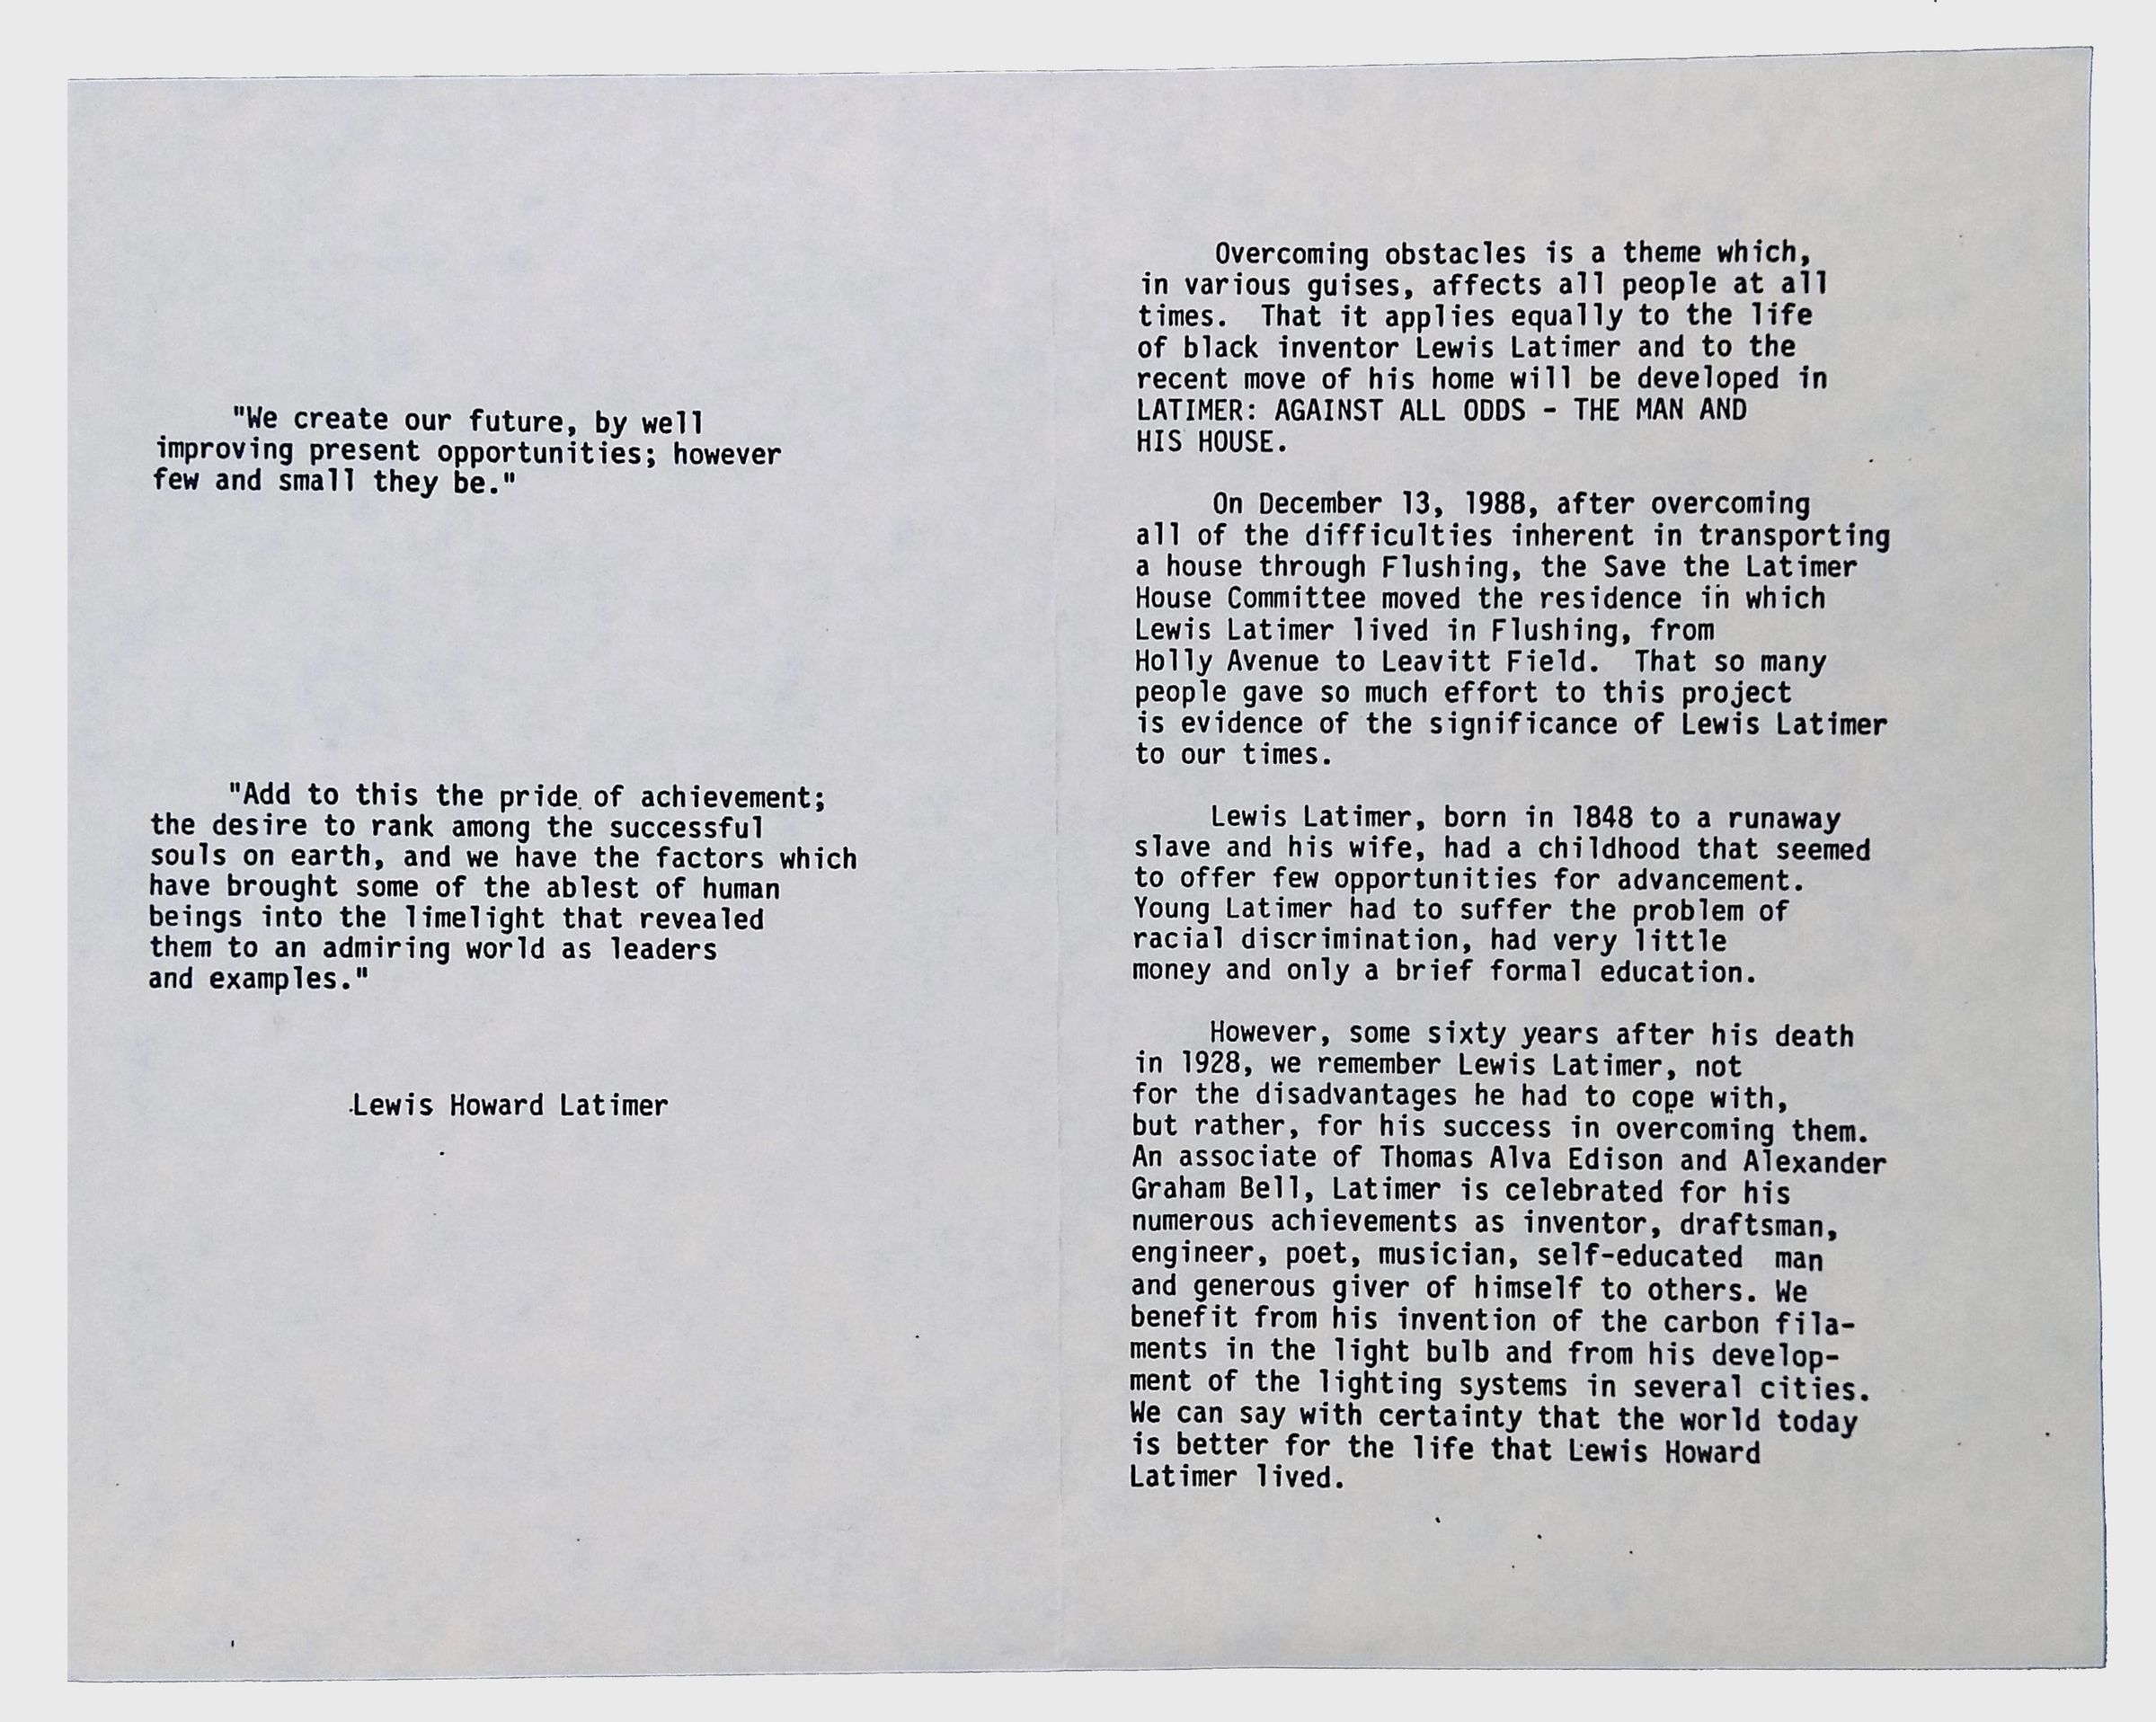 "We create our future, by well
improving present opportunities; however
few and small they be."
"Add to this the pride of achievement;
the desire to rank among the successful
souls on earth, and we have the factors which
have brought some of the ablest of human
beings into the limelight that revealed
them to an admiring world as leaders
and examples."
Lewis Howard Latimer
Overcoming obstacles is a theme which,
in various guises, affects all people at all
times.  That it applies equally to the life
of black inventor Lewis Latimer and to the
recent move of his home will be developed in
LATIMER: AGAINST ALL ODDS - THE MAN AND
HIS HOUSE.
On December 13, 1988, after overcoming
all of the difficulties inherent in transporting
a house through Flushing, the Save the Latimer
House Committee moved the residence in which
Lewis Latimer lived in Flushing, from
Holly Avenue to Leavitt Field.  That so many
people gave so much effort to this project
is evidence of the significance of Lewis Latimer
to our times.
Lewis Latimer, born in 1848 to a runaway
slave and his wife, had a childhood that seemed
to offer few opportunities for advancement.
Young Latimer had to suffer the problem of
racial discrimination, had very little
money and only a brief formal education.
However, some sixty years after his death
in 1928, we remember Lewis Latimer, not
for the disadvantages he had to cope with,
but rather, for his success in overcoming them.
An associate of Thomas Alva Edison and Alexander
Graham Bell, Latimer is celebrated for his
numerous achievements as inventor, draftsman,
engineer, poet, musician, self-educated  man
and generous giver of himself to others. We
benefit from his invention of the carbon fila-
ments in the light bulb and from his develop-
ment of the lighting systems in several cities.
We can say with certainty that the world today
is better for the life that Lewis Howard
Latimer lived.